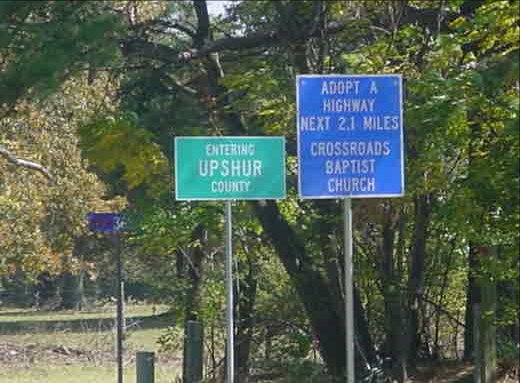 ENTERING
UPSHUR
COUNTY
ADOPT A
HIGHWAY
NEXT 2.1 MILES
CROSSROADS
BAPTIST
CHURCH